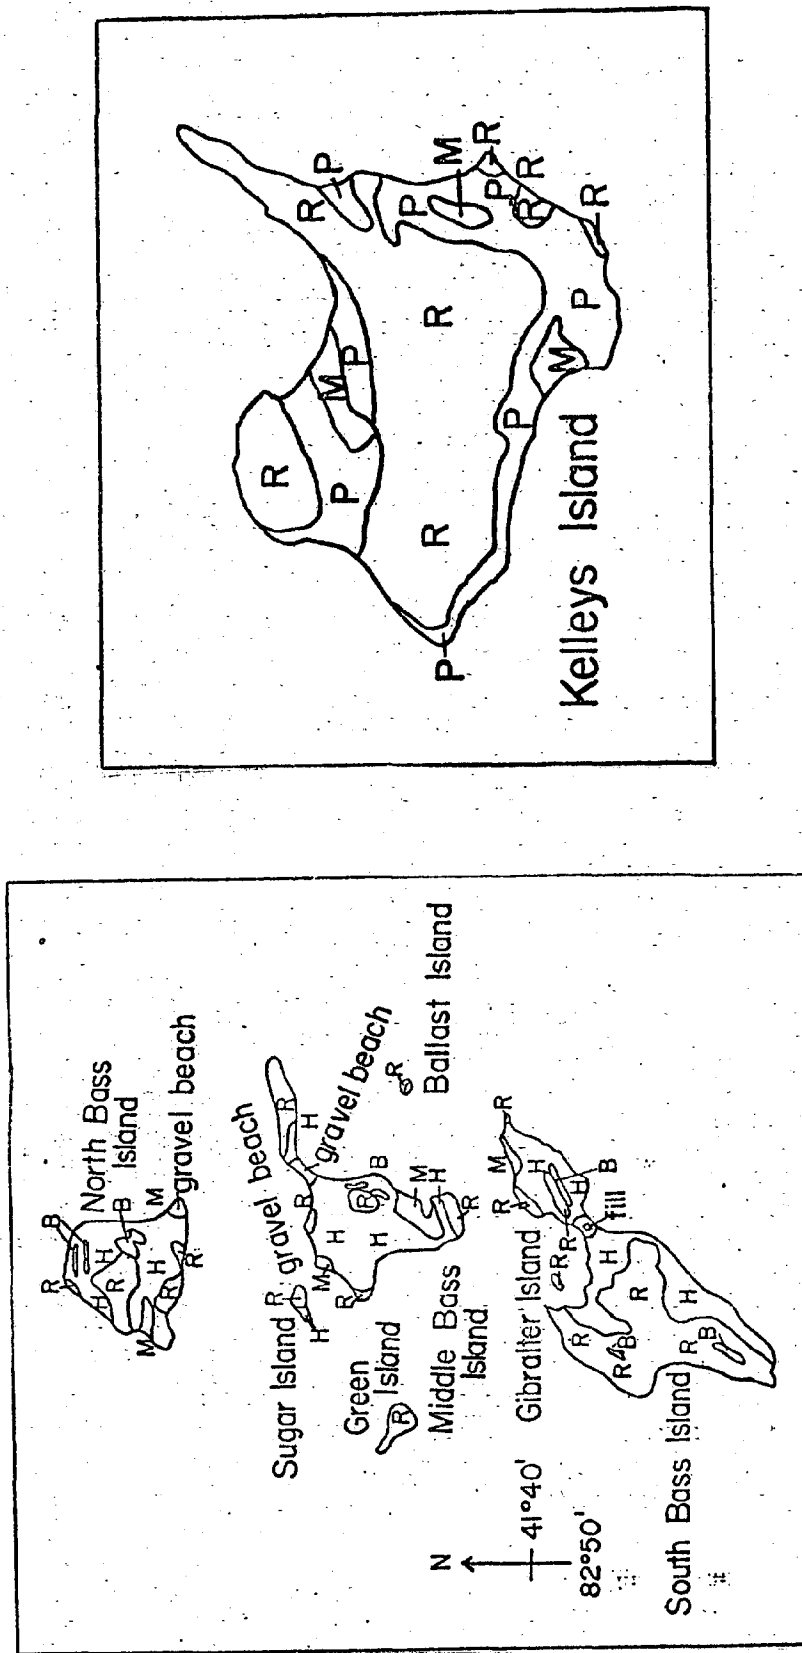 R
P
R
P
M
R
R
P
R
R
R
P
M
P
R
P
R
P
M
P
Kelleys Island
B
R
North Bass
Island
H
H
R
B
H
M
M
R
R
gravel beach
R
H
gravel beach
gravel beach
Sugar Island
R
H
R
M
H
R
H
R
B
M
H
R
R
Ballast Island
Green
Island
R
Middle Bass
Island
R
M
R
H
H
B
R
R
fill
Gibralter Island
H
R
R
R
B
H
R
B
South Bass Island
N
41°40'
82°50'